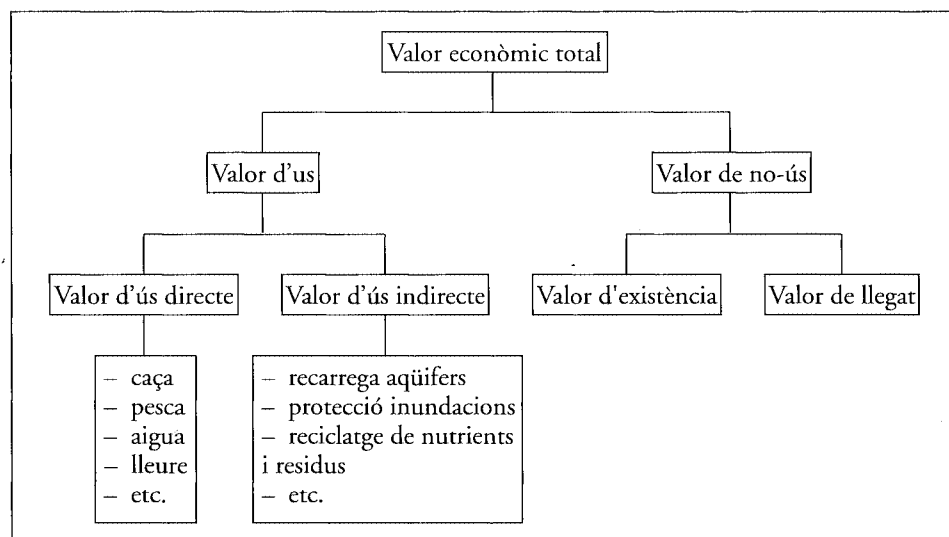 Valor econòmic total
Valor d'us
Valor de no-ús
Valor d'ús directe
Valor d'ús indirecte
Valor d'existència
Valor de llegat
– caça
– pesca
– aigua
– lleure
– etc.
– recarrega aqüifers
– protecció inundacions
– reciclatge de nutrients
i residus
– etc.